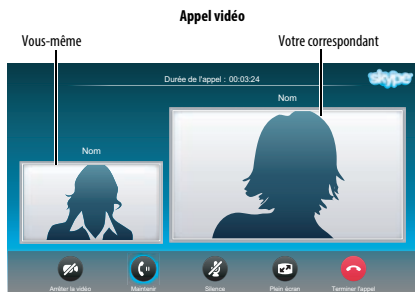 Appel vidéo
Vous-même
Votre correspondant
Durée de l'appel : 00:03:24
skype
Nom
Nom
Arrêter la vidéo
Maintenir
Silence
Plein écran
Terminer l'appel